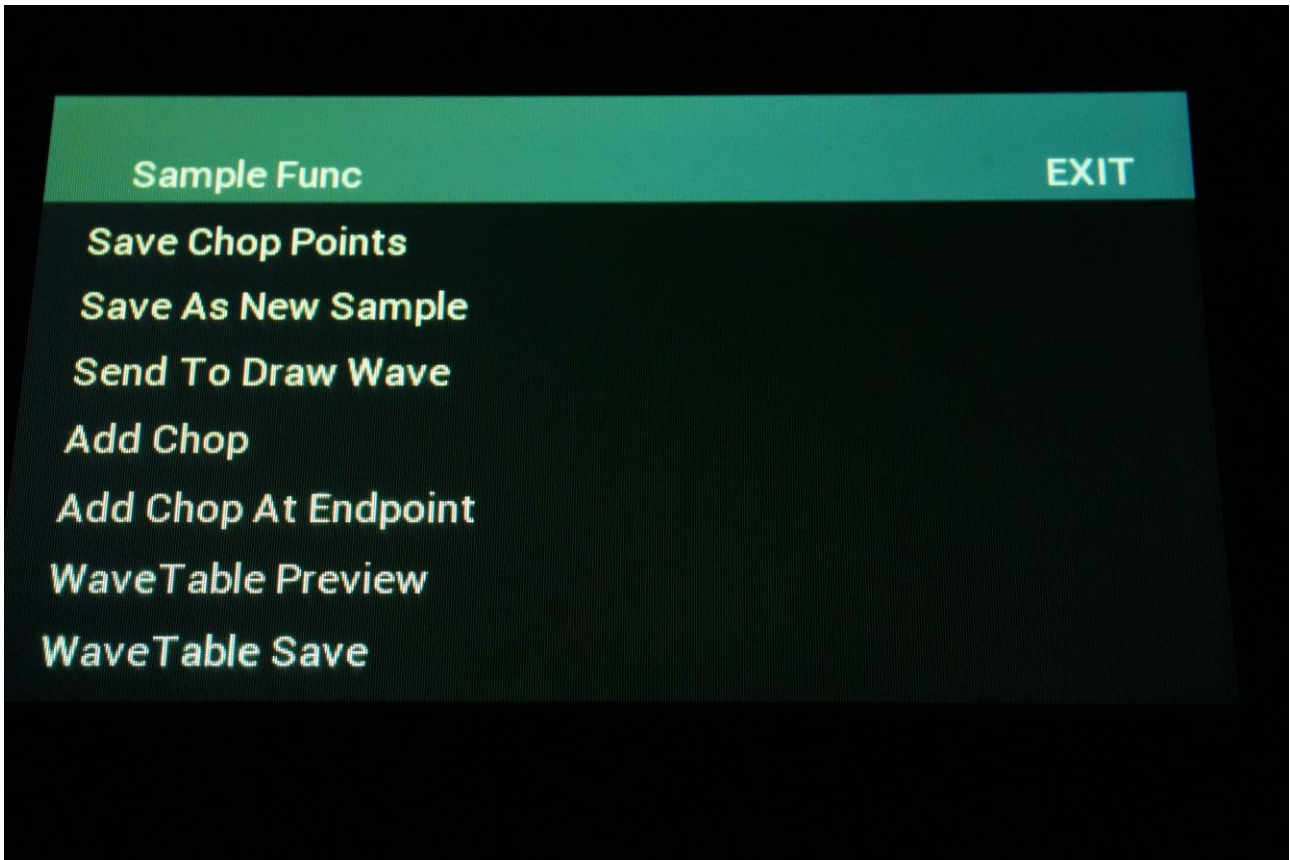 Sample Func EXIT
Save Chop Points
Save As New Sample
Send To Draw Wave
Add Chop
Add Chop At Endpoint
WaveTable Preview
WaveTable Save